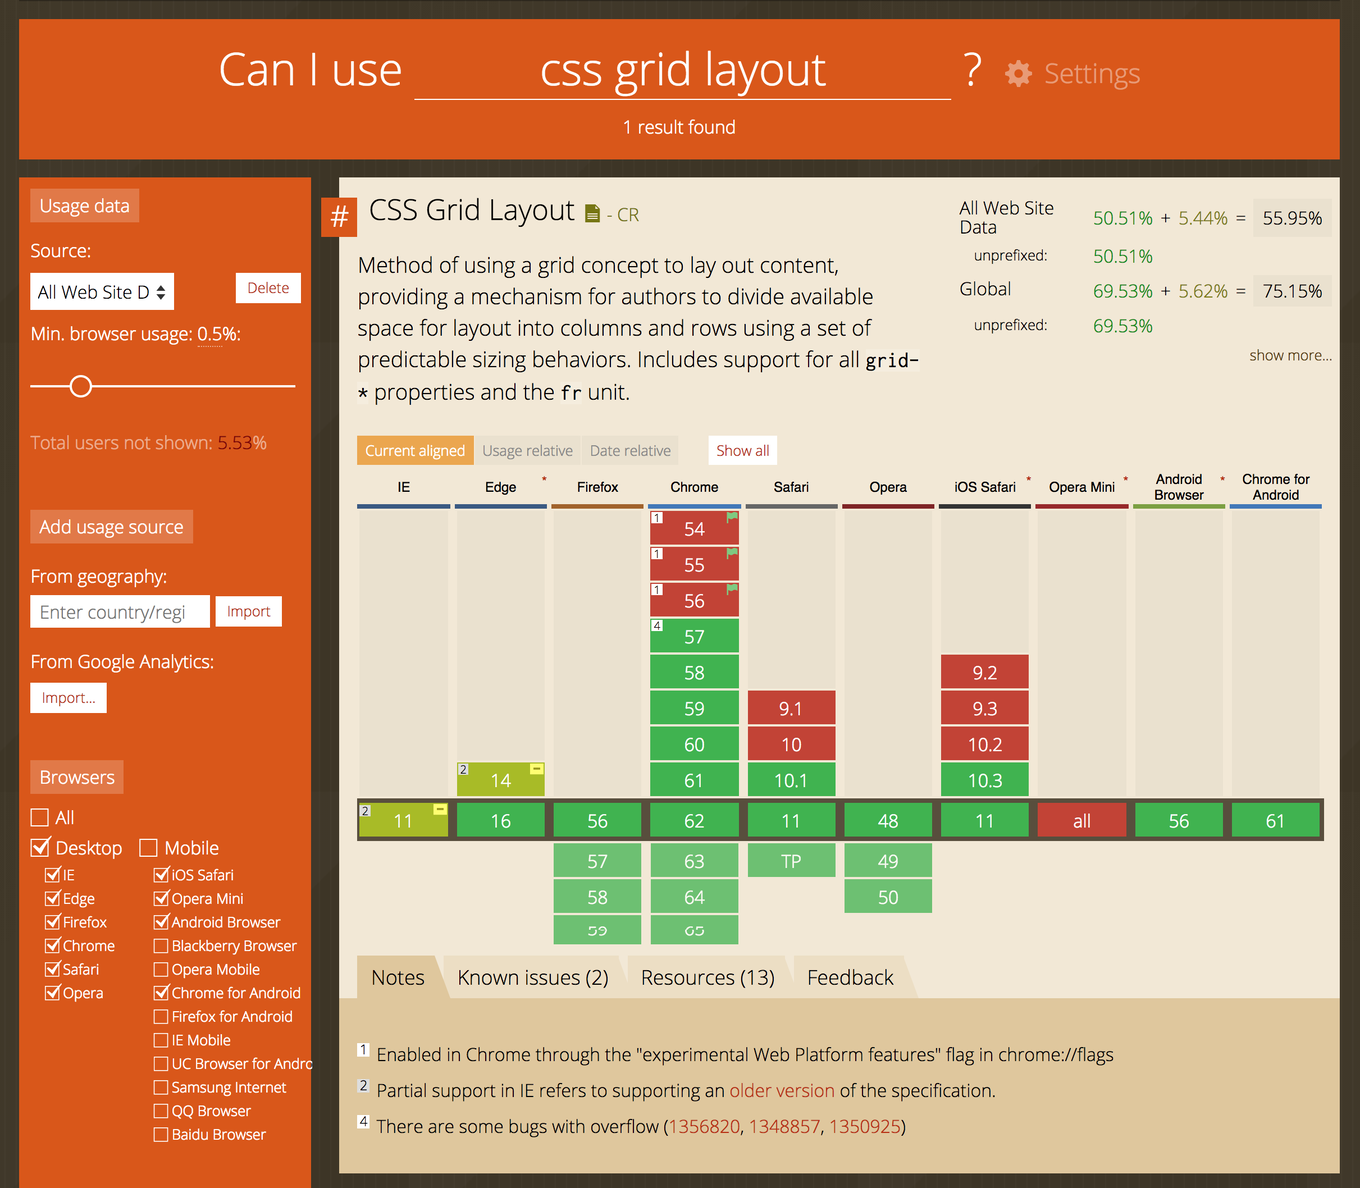 Can I use css grid layout ? Settings
1 result found
Usage data
Source:
All Web Site D
Delete
Min. browser usage: 0.5%:
Total users not shown: 5.53%
Add usage source
From geography:
Enter country/regi
Import
From Google Analytics:
Import...
Browsers
All
Desktop
Mobile
IE
Edge
Firefox
Chrome
Safari
Opera
iOS Safari
Opera Mini
Android Browser
Blackberry Browser
Opera Mobile
Chrome for Android
Firefox for Android
IE Mobile
UC Browser for Andro
Samsung Internet
QQ Browser
Baidu Browser
# CSS Grid Layout - CR
Method of using a grid concept to lay out content,
providing a mechanism for authors to divide available
space for layout into columns and rows using a set of
predictable sizing behaviors. Includes support for all grid-
* properties and the fr unit.
All Web Site
Data
50.51% + 5.44% = 55.95%
unprefixed: 50.51%
Global 69.53% + 5.62% = 75.15%
unprefixed: 69.53%
show more...
Current aligned Usage relative Date relative Show all
IE Edge * Firefox Chrome Safari Opera iOS Safari * Opera Mini * Android Browser * Chrome for Android
1 54
1 55
1 56
4 57
58 9.2
59 9.1 9.3
60 10 10.2
2 14 61 10.1 10.3
2 11 16 56 62 11 48 11 all 56 61
57 63 TP 49
58 64 50
59 65
Notes Known issues (2) Resources (13) Feedback
1 Enabled in Chrome through the "experimental Web Platform features" flag in chrome://flags
2 Partial support in IE refers to supporting an older version of the specification.
4 There are some bugs with overflow (1356820, 1348857, 1350925)